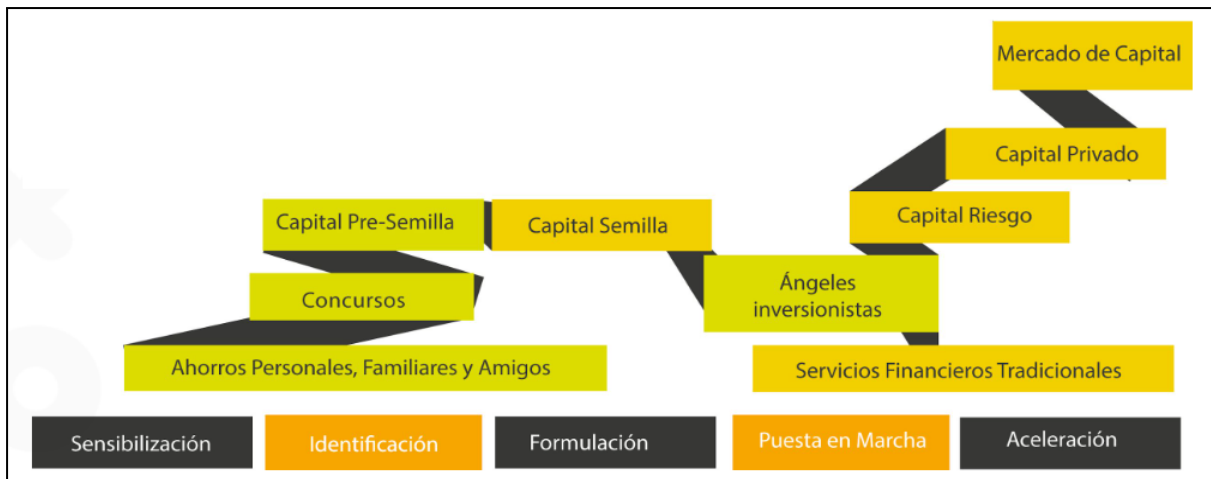 Mercado de Capital
Capital Privado
Capital Pre-Semilla
Capital Semilla
Capital Riesgo
Concursos
Ángeles
inversionistas
Ahorros Personales, Familiares y Amigos
Servicios Financieros Tradicionales
Sensibilización
Identificación
Formulación
Puesta en Marcha
Aceleración